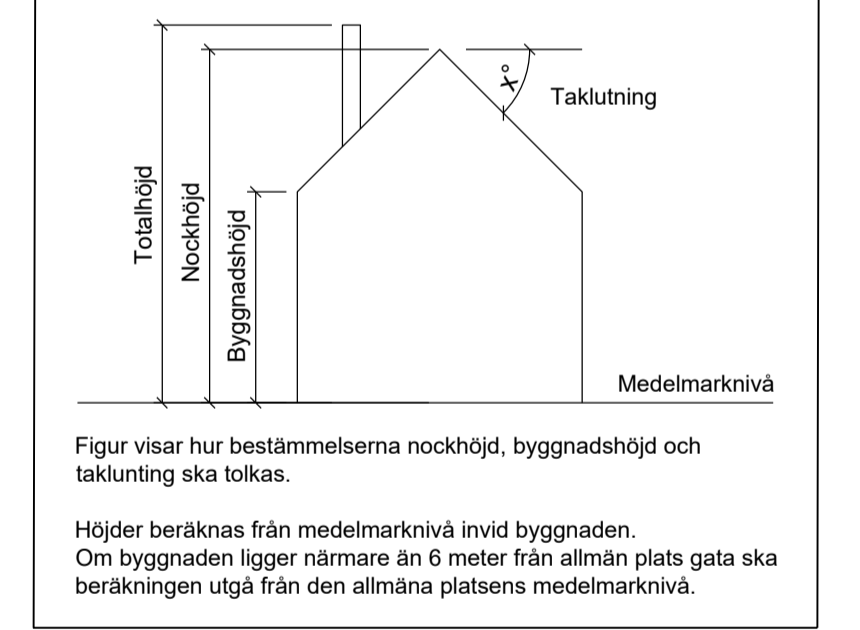 Totalhöjd
Nockhöjd
Byggnadshöjd
x°
Taklutning
Medelmarknivå
Figur visar hur bestämmelserna nockhöjd, byggnadshöjd och
taklunting ska tolkas.
Höjder beräknas från medelmarknivå invid byggnaden.
Om byggnaden ligger närmare än 6 meter från allmän plats gata ska
beräkningen utgå från den allmäna platsens medelmarknivå.